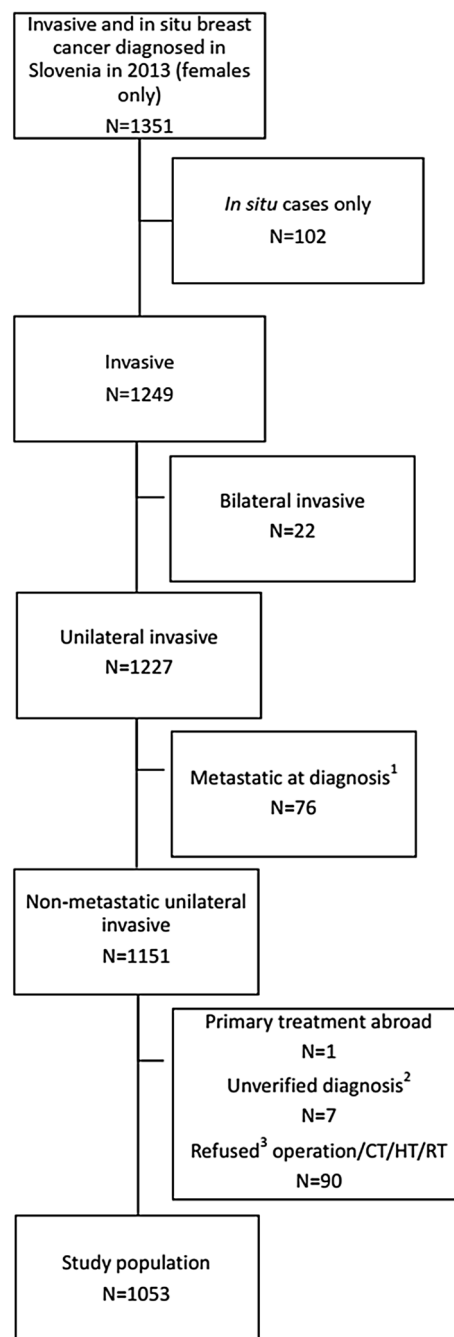 Invasive and in situ breast
cancer diagnosed in
Slovenia in 2013 (females
only)
N=1351
In situ cases only
N=102
Invasive
N=1249
Bilateral invasive
N=22
Unilateral invasive
N=1227
Metastatic at diagnosis¹
N=76
Non-metastatic unilateral
invasive
N=1151
Primary treatment abroad
N=1
Unverified diagnosis²
N=7
Refused³ operation/CT/HT/RT
N=90
Study population
N=1053